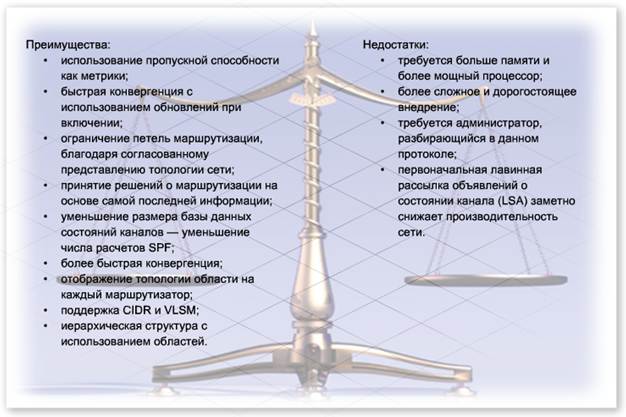 Преимущества:
• использование пропускной способности
как метрики;
• быстрая конвергенция с
использованием обновлений при
включении;
• ограничение петель маршрутизации,
благодаря согласованному
представлению топологии сети;
• принятие решений о маршрутизации на
основе самой последней информации;
• уменьшение размера базы данных
состояний каналов — уменьшение
числа расчетов SPF;
• более быстрая конвергенция;
• отображение топологии области на
каждый маршрутизатор;
• поддержка CIDR и VLSM;
• иерархическая структура с
использованием областей.
Недостатки:
• требуется больше памяти и
более мощный процессор;
• более сложное и дорогостоящее
внедрение;
• требуется администратор,
разбирающийся в данном
протоколе;
• первоначальная лавинная
рассылка объявлений о
состоянии канала (LSA) заметно
снижает производительность
сети.